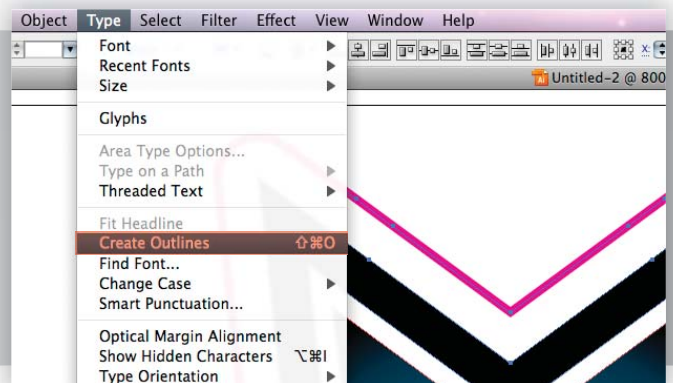 Object Type Select Filter Effect View Window Help
Font
Recent Fonts
Size
x:
Untitled-2 @ 800
Glyphs
Area Type Options...
Type on a Path
Threaded Text
Fit Headline
Create Outlines ⇧⌘O
Find Font...
Change Case
Smart Punctuation...
Optical Margin Alignment
Show Hidden Characters ⌥⌘I
Type Orientation